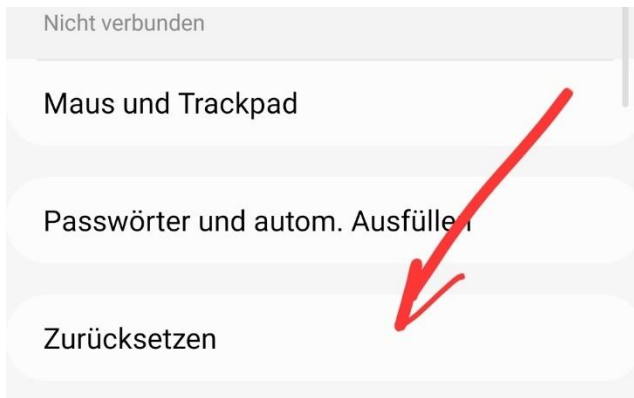 Nicht verbunden
Maus und Trackpad
Passwörter und autom. Ausfüllen
Zurücksetzen